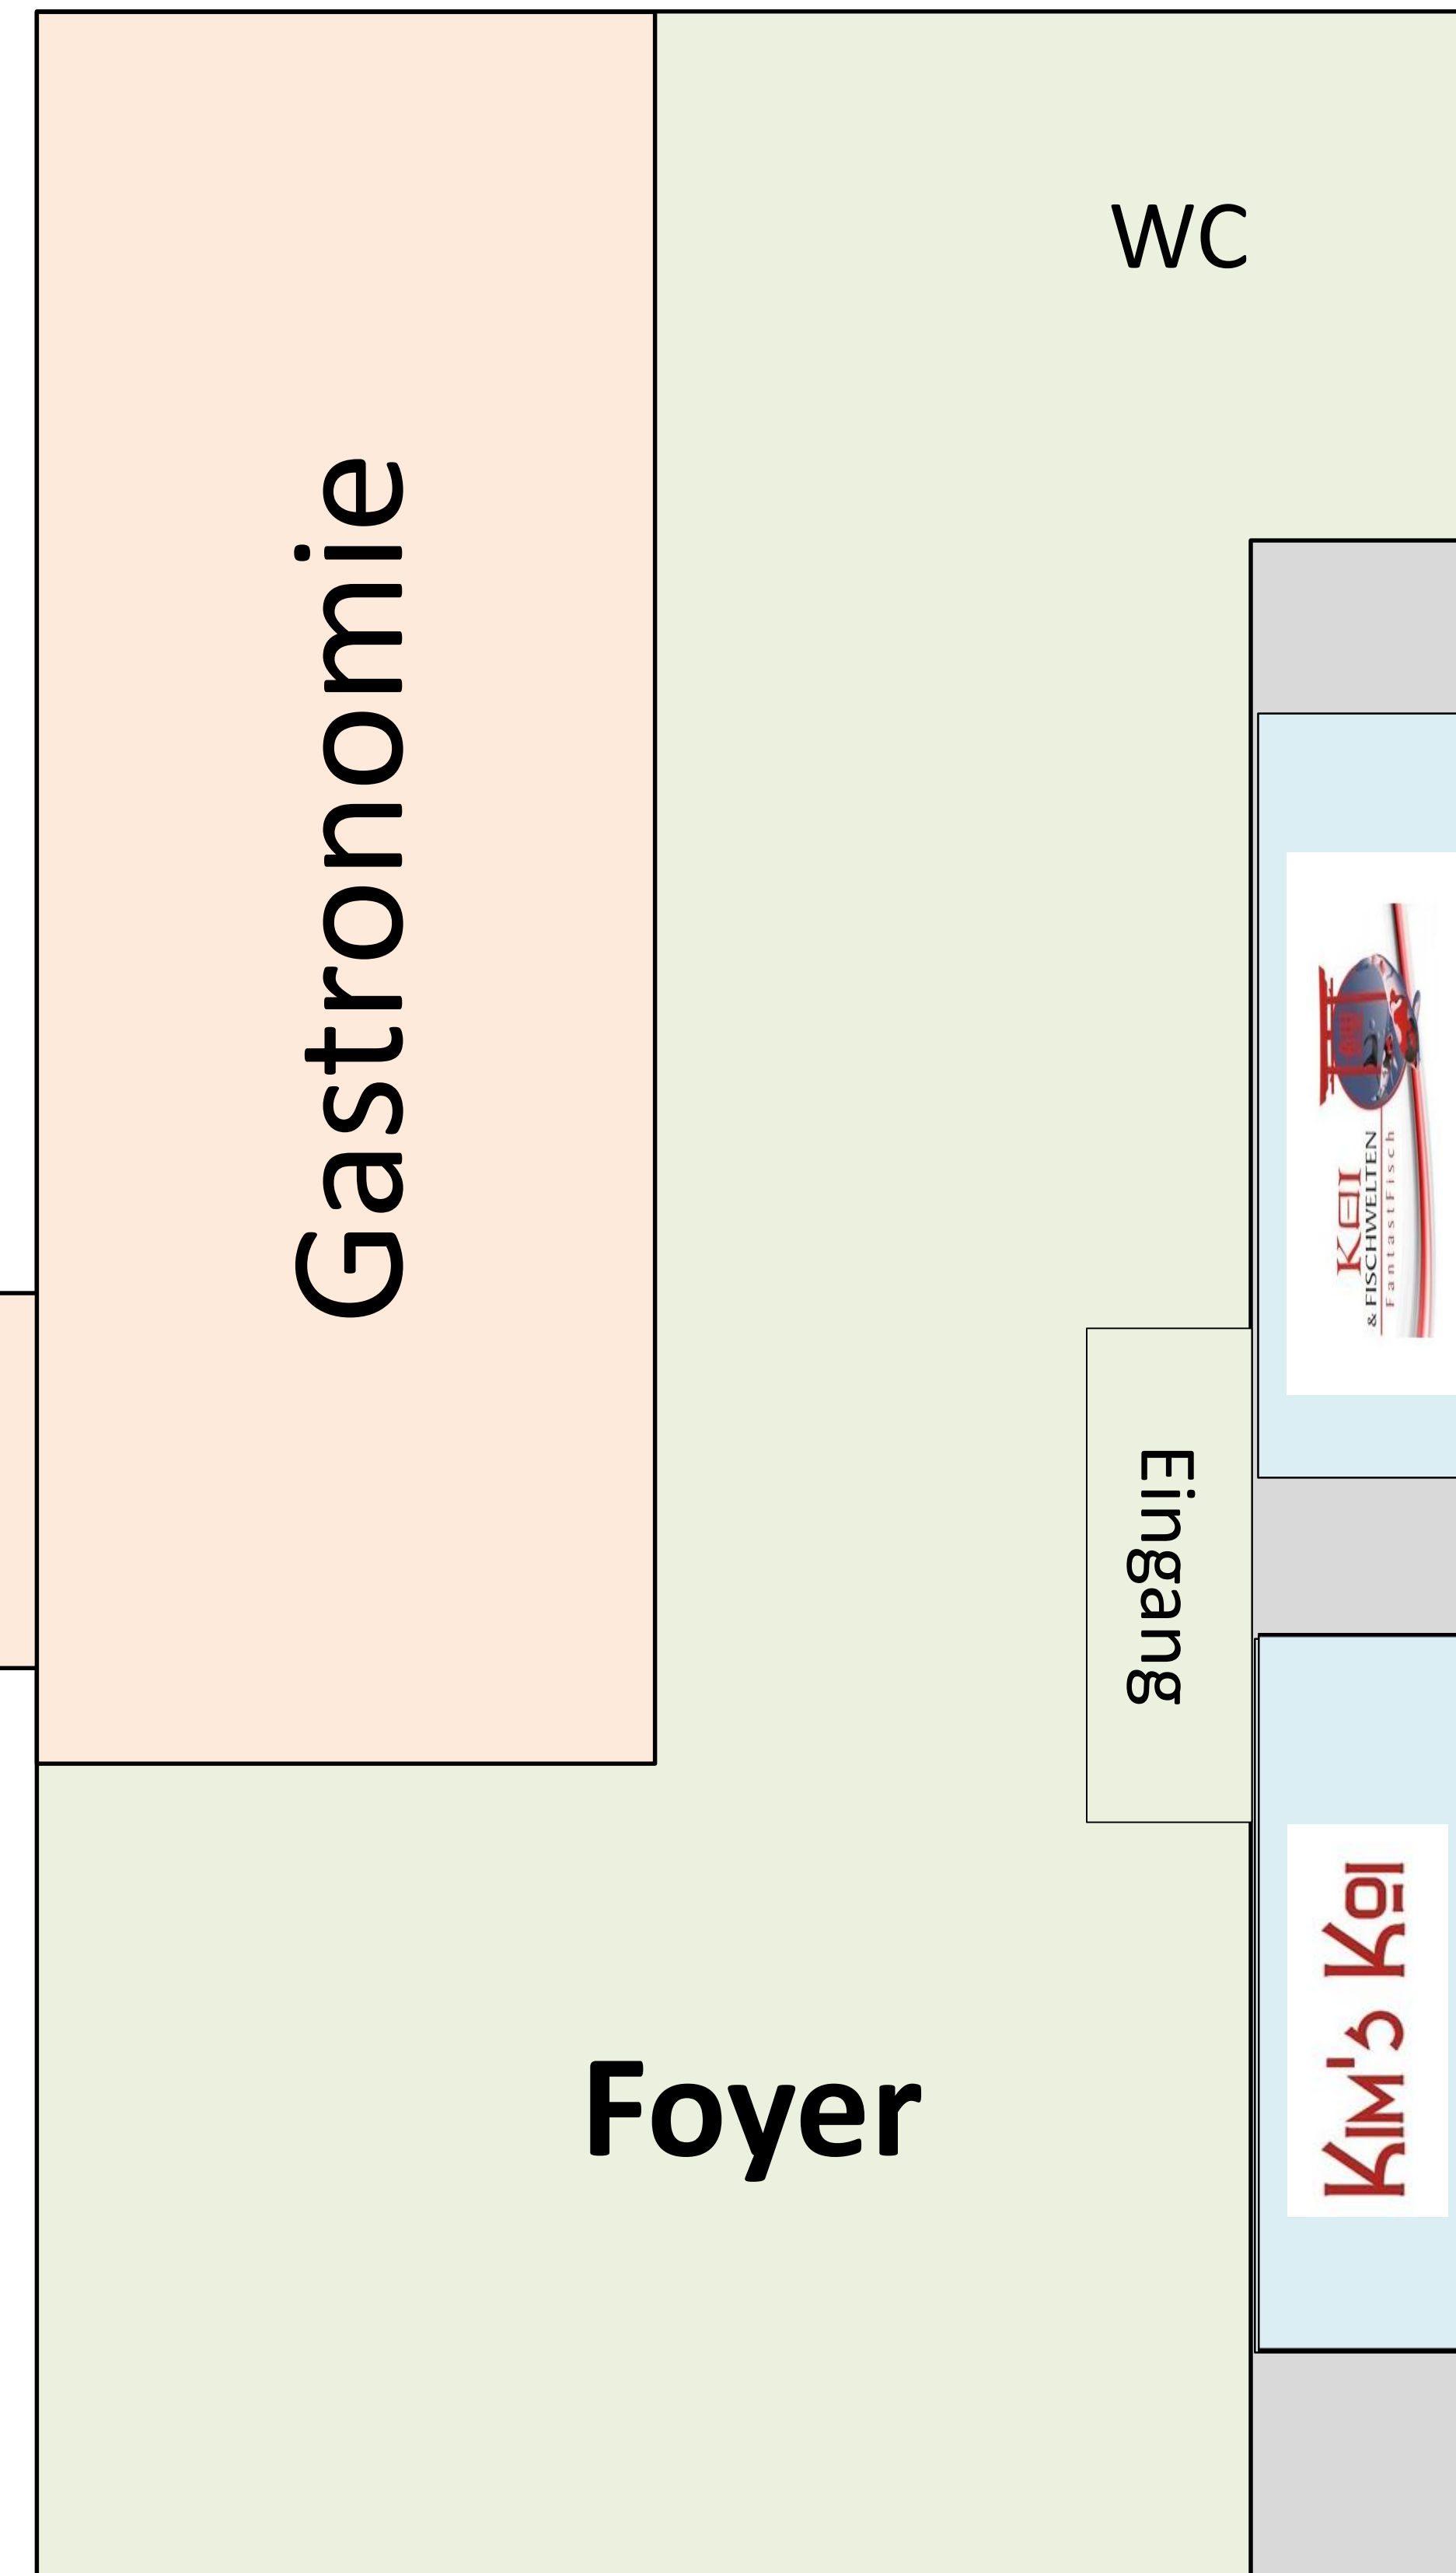 WC
Gastronomie
KOI
& FISCHWELTEN
FantastFisch
Eingang
KIM'S KOI
Foyer